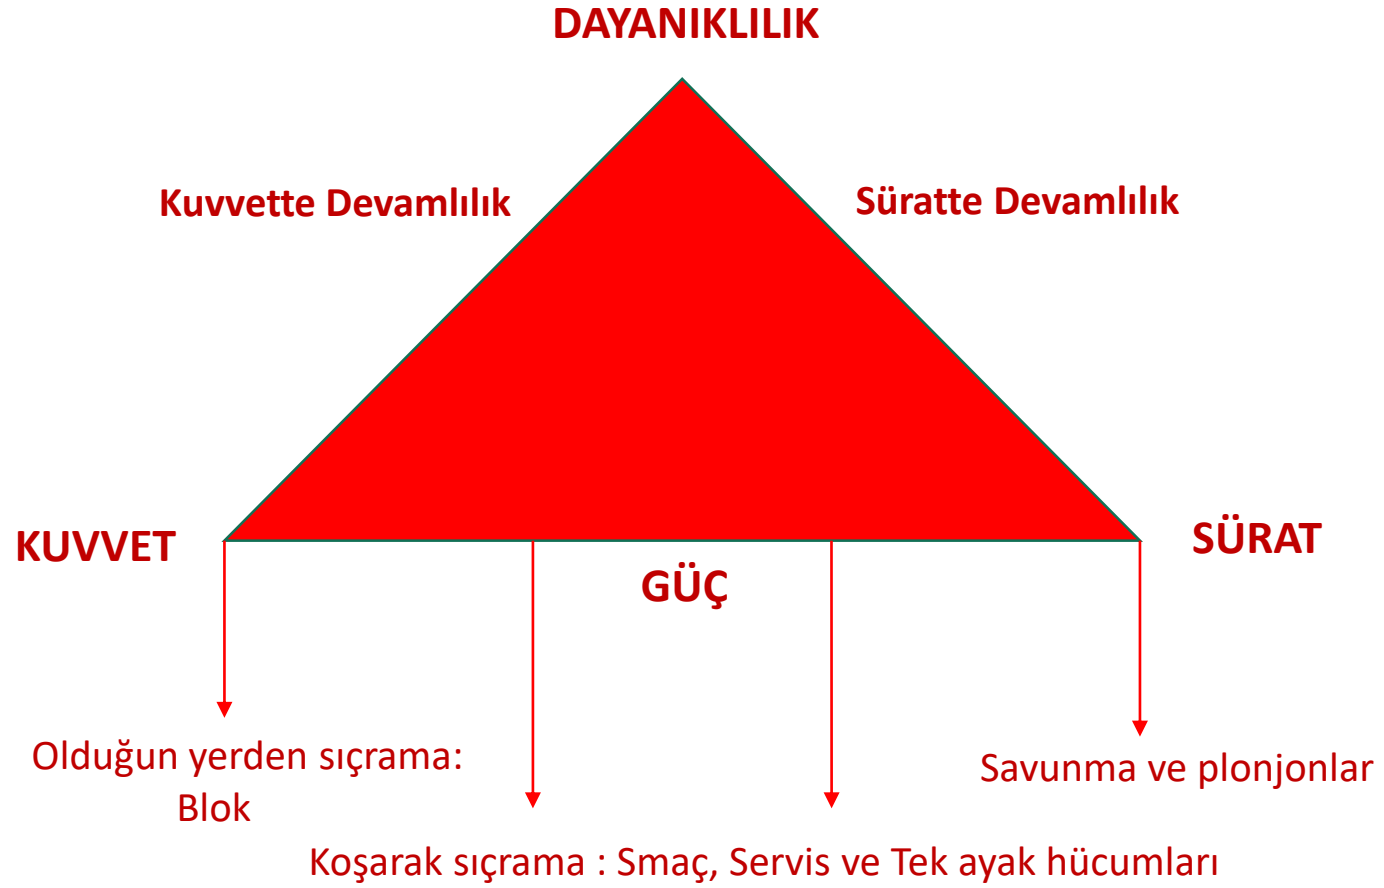 DAYANIKLILIK
Kuvvette Devamlılık
Süratte Devamlılık
KUVVET
SÜRAT
GÜÇ
Olduğun yerden sıçrama:
Blok
Savunma ve plonjonlar
Koşarak sıçrama : Smaç, Servis ve Tek ayak hücumları